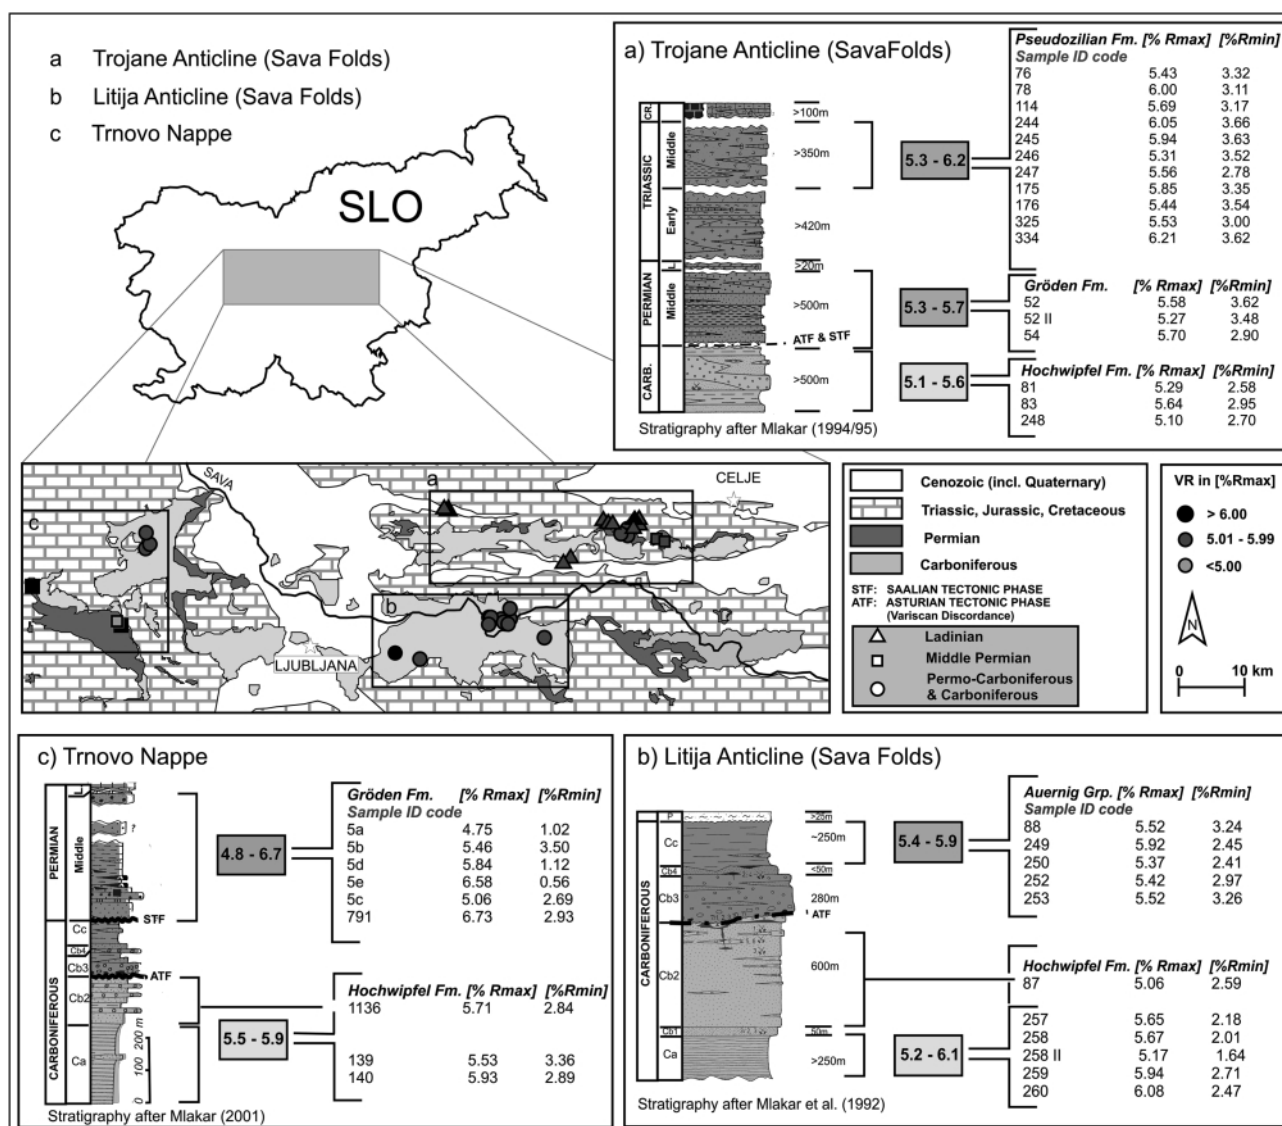 a Trojane Anticline (Sava Folds)
b Litija Anticline (Sava Folds)
c Trnovo Nappe
SLO
a) Trojane Anticline (SavaFolds)
CR.
TRIASSIC
Middle
Early
PERMIAN
L
Middle
CARB.
>100m
>350m
>420m
>20m
>500m
ATF & STF
>500m
Stratigraphy after Mlakar (1994/95)
5.3 - 6.2
5.3 - 5.7
5.1 - 5.6
Pseudozilian Fm. [% Rmax] [%Rmin]
Sample ID code
76 5.43 3.32
78 6.00 3.11
114 5.69 3.17
244 6.05 3.66
245 5.94 3.63
246 5.31 3.52
247 5.56 2.78
175 5.85 3.35
176 5.44 3.54
325 5.53 3.00
334 6.21 3.62
Gröden Fm. [% Rmax] [%Rmin]
52 5.58 3.62
52 II 5.27 3.48
54 5.70 2.90
Hochwipfel Fm. [% Rmax] [%Rmin]
81 5.29 2.58
83 5.64 2.95
248 5.10 2.70
SAVA
a
CELJE
c
b
LJUBLJANA
Cenozoic (incl. Quaternary)
Triassic, Jurassic, Cretaceous
Permian
Carboniferous
STF: SAALIAN TECTONIC PHASE
ATF: ASTURIAN TECTONIC PHASE
(Variscan Discordance)
Ladinian
Middle Permian
Permo-Carboniferous
& Carboniferous
VR in [%Rmax]
> 6.00
5.01 - 5.99
<5.00
N
0 10 km
c) Trnovo Nappe
PERMIAN
L
Middle
?
STF
CARBONIFEROUS
Cc
Cb4
Cb3
ATF
Cb2
Ca
200 m
100
0
Stratigraphy after Mlakar (2001)
4.8 - 6.7
5.5 - 5.9
Gröden Fm. [% Rmax] [%Rmin]
Sample ID code
5a 4.75 1.02
5b 5.46 3.50
5d 5.84 1.12
5e 6.58 0.56
5c 5.06 2.69
791 6.73 2.93
Hochwipfel Fm. [% Rmax] [%Rmin]
1136 5.71 2.84
139 5.53 3.36
140 5.93 2.89
b) Litija Anticline (Sava Folds)
CARBONIFEROUS
P
Cc
Cb4
Cb3
Cb2
Cb1
Ca
>25m
~250m
<50m
280m
ATF
600m
50m
>250m
Stratigraphy after Mlakar et al. (1992)
5.4 - 5.9
5.2 - 6.1
Auernig Grp. [% Rmax] [%Rmin]
Sample ID code
88 5.52 3.24
249 5.92 2.45
250 5.37 2.41
252 5.42 2.97
253 5.52 3.26
Hochwipfel Fm. [% Rmax] [%Rmin]
87 5.06 2.59
257 5.65 2.18
258 5.67 2.01
258 II 5.17 1.64
259 5.94 2.71
260 6.08 2.47